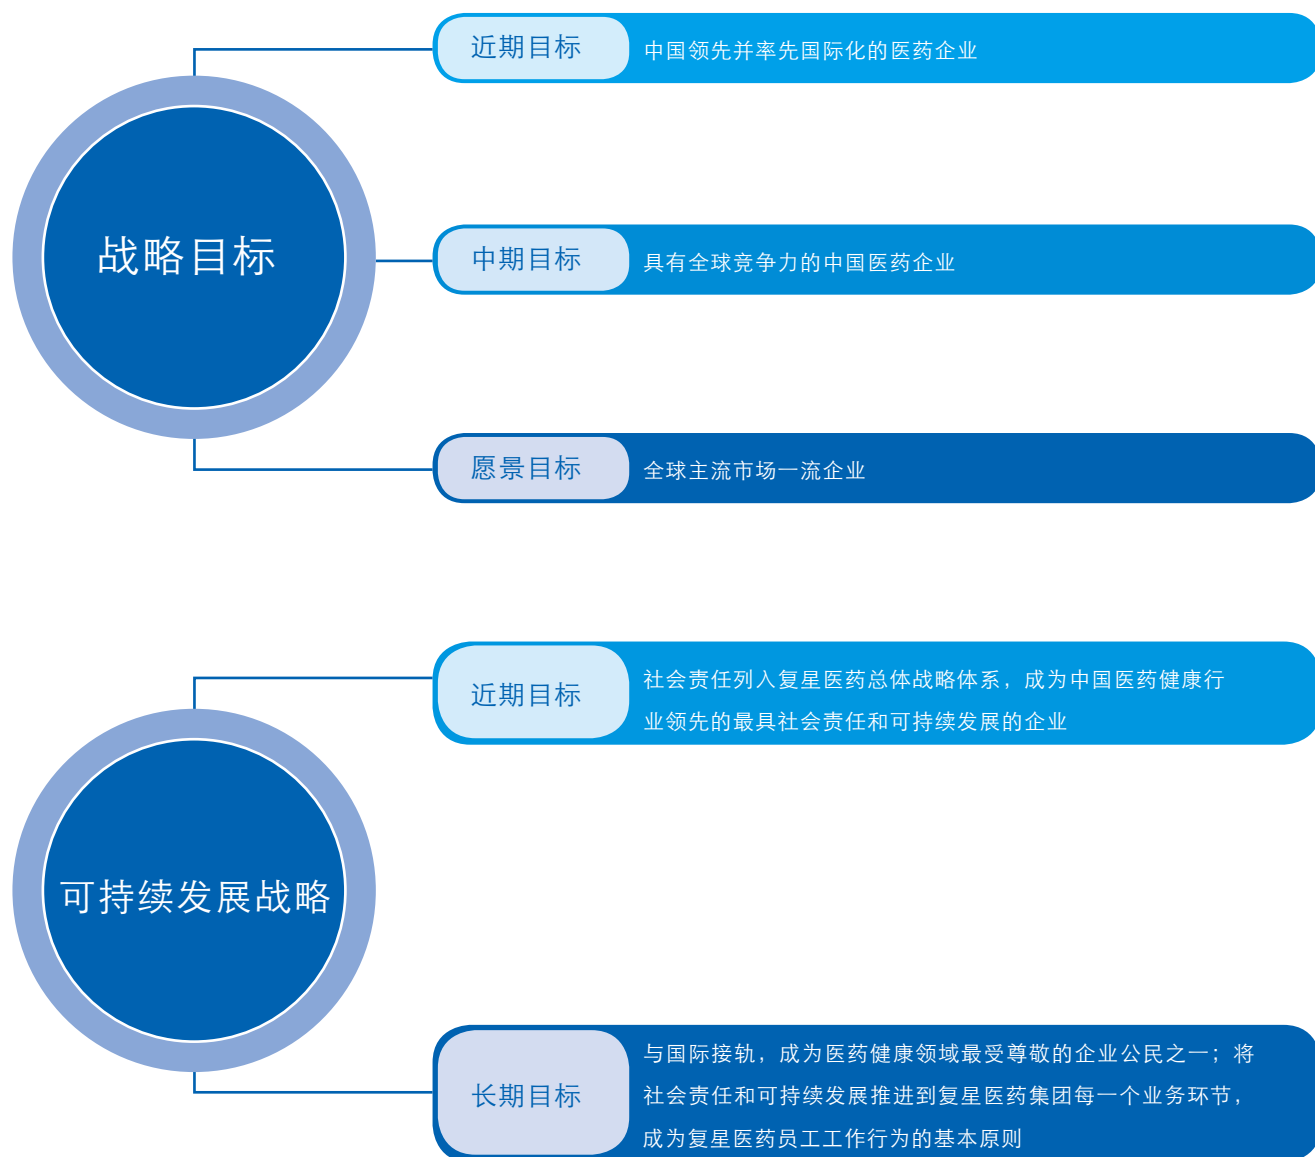 近期目标
中国领先并率先国际化的医药企业
战略目标
中期目标
具有全球竞争力的中国医药企业
愿景目标
全球主流市场一流企业
近期目标
社会责任列入复星医药总体战略体系，成为中国医药健康行
业领先的最具社会责任和可持续发展的企业
可持续发展战略
长期目标
与国际接轨，成为医药健康领域最受尊敬的企业公民之一；将
社会责任和可持续发展推进到复星医药集团每一个业务环节，
成为复星医药员工工作行为的基本原则